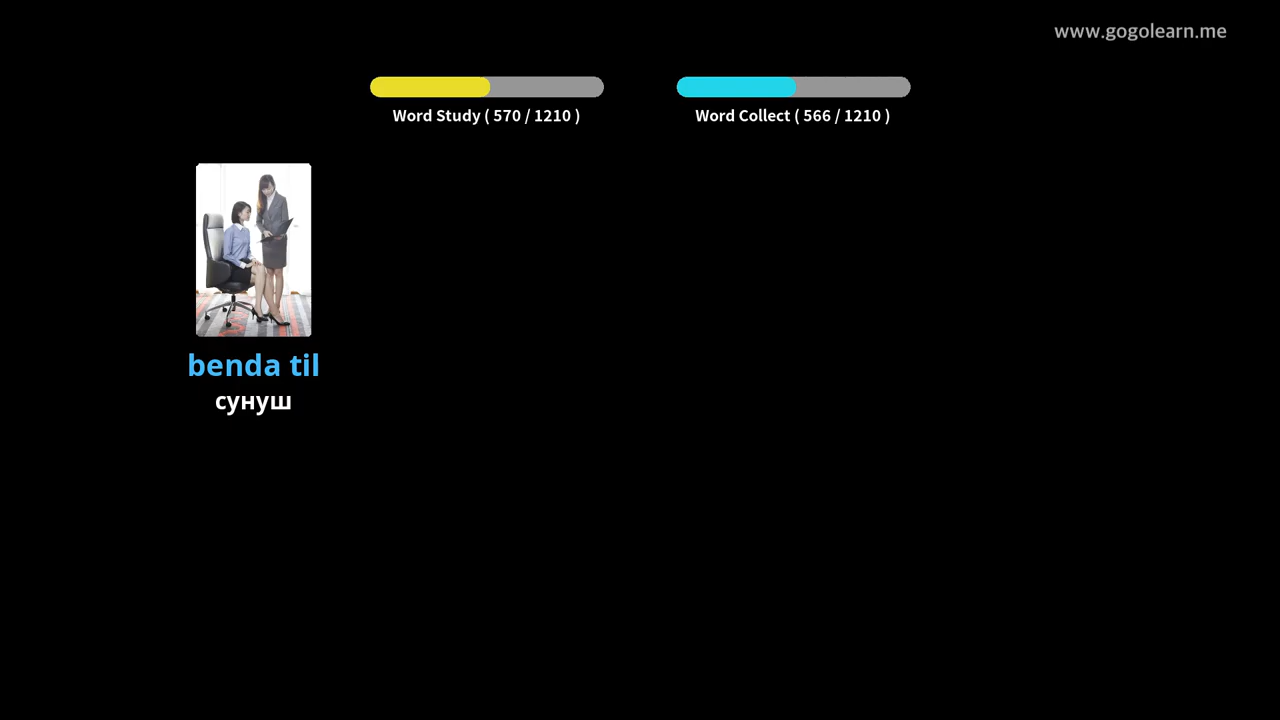 www.gogolearn.me
Word Study ( 570 / 1210 )
Word Collect ( 566 / 1210 )
benda til
сунуш